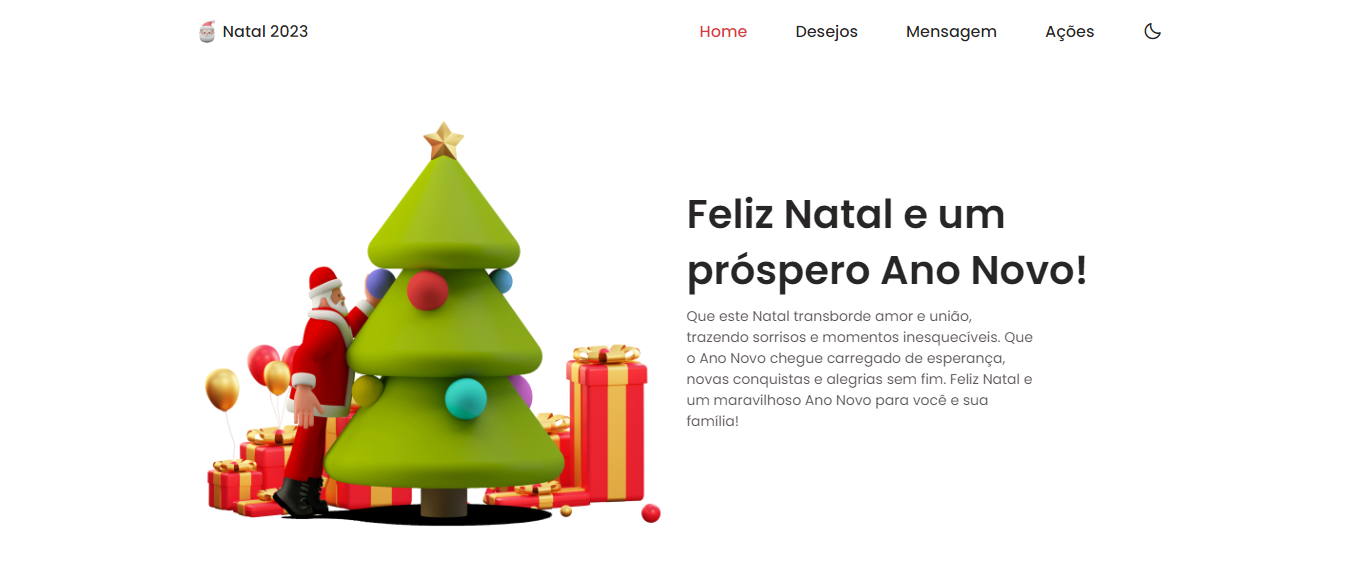 Natal 2023
Home
Desejos
Mensagem
Ações
Feliz Natal e um
próspero Ano Novo!
Que este Natal transborde amor e união,
trazendo sorrisos e momentos inesquecíveis. Que
o Ano Novo chegue carregado de esperança,
novas conquistas e alegrias sem fim. Feliz Natal e
um maravilhoso Ano Novo para você e sua
família!